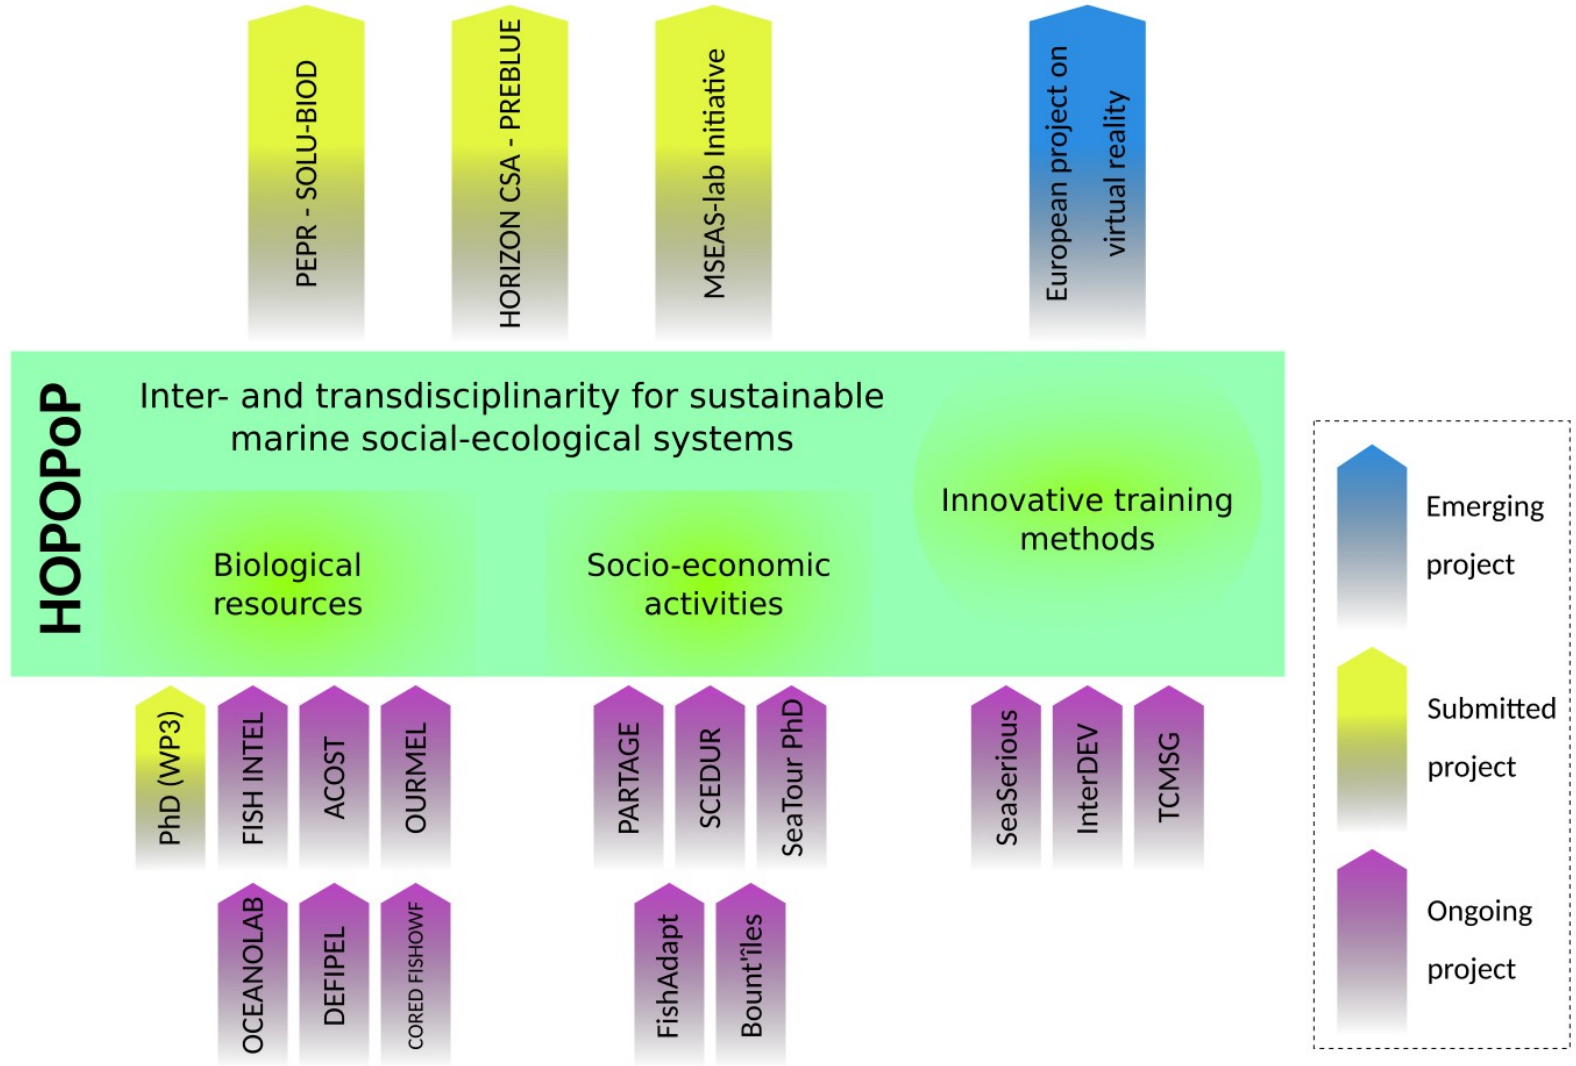 PEPR - SOLU-BIOD
HORIZON CSA - PREBLUE
MSEAS-lab Initiative
European project on
virtual reality
HOPOPoP
Inter- and transdisciplinarity for sustainable
marine social-ecological systems
Biological
resources
Socio-economic
activities
Innovative training
methods
PhD (WP3)
FISH INTEL
ACOST
OURMEL
PARTAGE
SCEDUR
SeaTour PhD
SeaSerious
InterDEV
TCMSG
OCEANOLAB
DEFIPEL
CORED FISHOWF
FishAdapt
Bount'îles
Emerging
project
Submitted
project
Ongoing
project